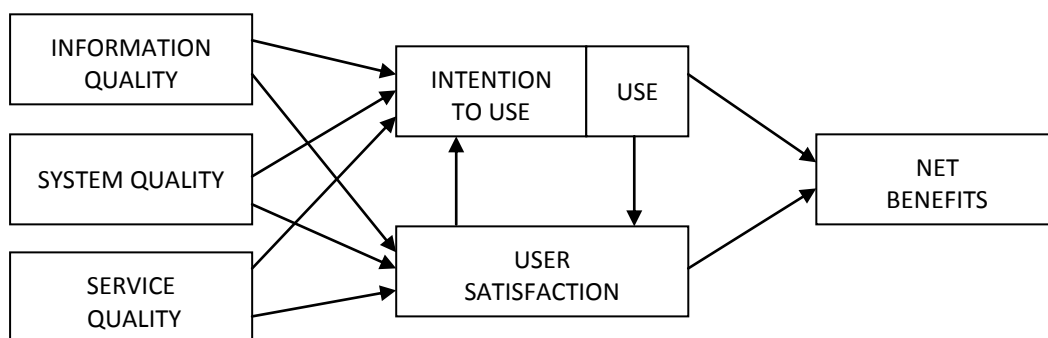 INFORMATION
QUALITY
INTENTION
TO USE
USE
SYSTEM QUALITY
NET
BENEFITS
SERVICE
QUALITY
USER
SATISFACTION